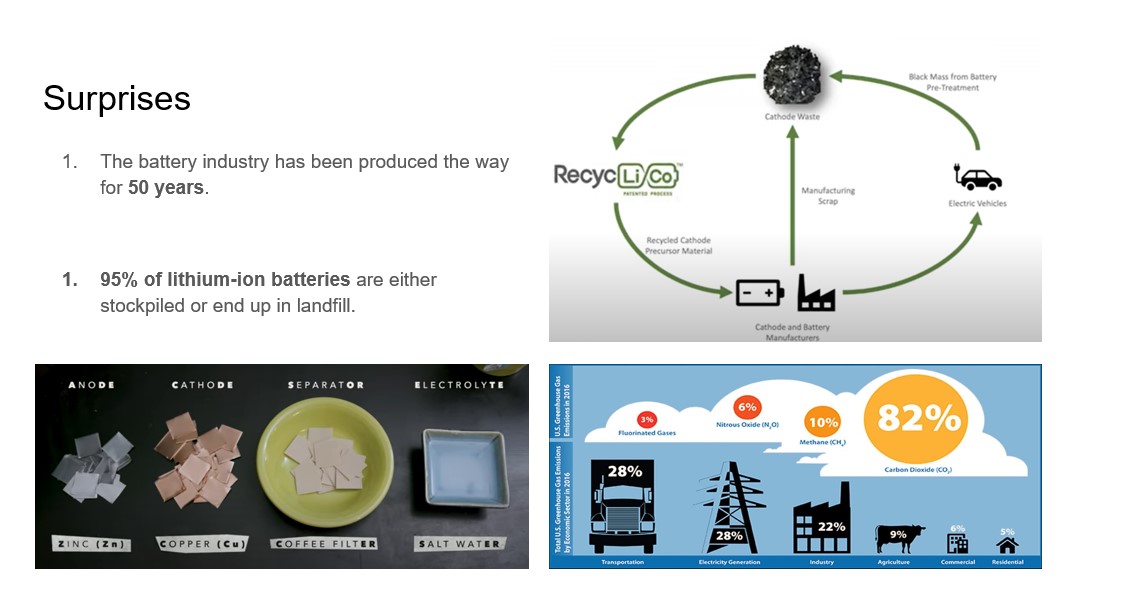 Surprises
1. The battery industry has been produced the way
for 50 years.
1. 95% of lithium-ion batteries are either
stockpiled or end up in landfill.
Black Mass from Battery
Pre-Treatment
Cathode Waste
RecycLi/Co™
PATENTED PROCESS
Manufacturing
Scrap
Electric Vehicles
Recycled Cathode
Precursor Material
Cathode and Battery
Manufacturers
ANODE
CATHODE
SEPARATOR
ELECTROLYTE
ZINC (Zn)
COPPER (Cu)
COFFEE FILTER
SALT WATER
U.S. Greenhouse Gas
Emissions in 2016
3%
Fluorinated Gases
6%
Nitrous Oxide (N₂O)
10%
Methane (CH₄)
82%
Carbon Dioxide (CO₂)
Total U.S. Greenhouse Gas Emissions
by Economic Sector in 2016
28%
Transportation
28%
Electricity Generation
22%
Industry
9%
Agriculture
6%
Commercial
5%
Residential